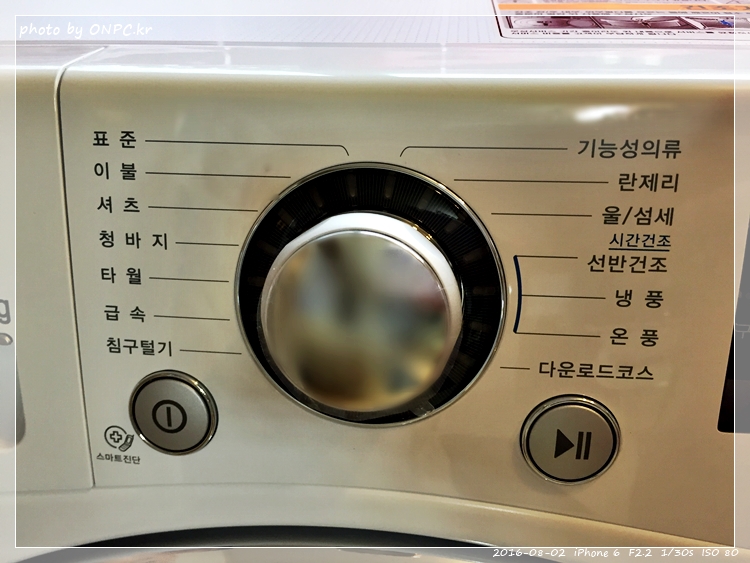 photo by ONPC.kr
표준
이불
셔츠
청바지
타월
급속
침구털기
기능성의류
란제리
울/섬세
시간건조
선반건조
냉풍
온풍
다운로드코스
스마트진단
2016-08-02 iPhone 6 F2.2 1/30s ISO 80